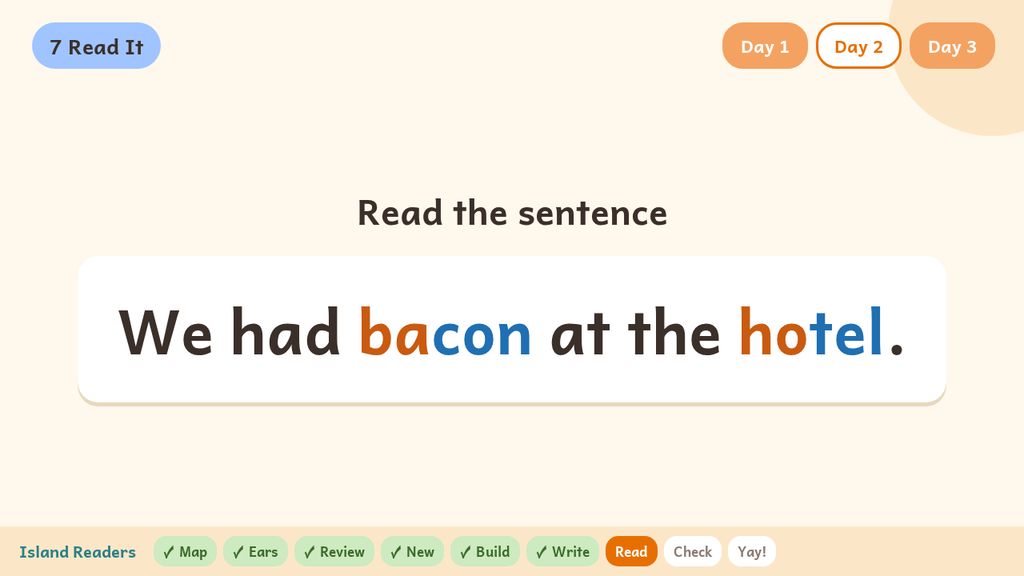 7 Read It
Day 1
Day 2
Day 3
Read the sentence
We had bacon at the hotel.
Island Readers
✓ Map
✓ Ears
✓ Review
✓ New
✓ Build
✓ Write
Read
Check
Yay!